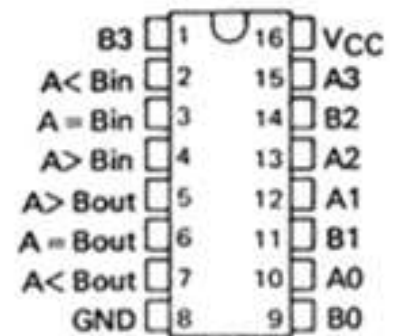 B3 1 16 VCC
A< Bin 2 15 A3
A = Bin 3 14 B2
A> Bin 4 13 A2
A> Bout 5 12 A1
A = Bout 6 11 B1
A< Bout 7 10 A0
GND 8 9 B0